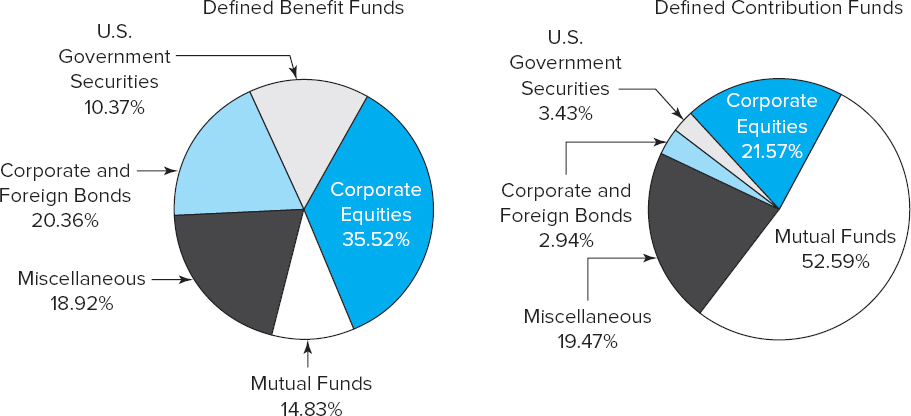 Defined Benefit Funds
U.S.
Government
Securities
10.37%
Corporate and
Foreign Bonds
20.36%
Corporate
Equities
35.52%
Miscellaneous
18.92%
Mutual Funds
14.83%
Defined Contribution Funds
U.S.
Government
Securities
3.43%
Corporate
Equities
21.57%
Corporate and
Foreign Bonds
2.94%
Mutual Funds
52.59%
Miscellaneous
19.47%